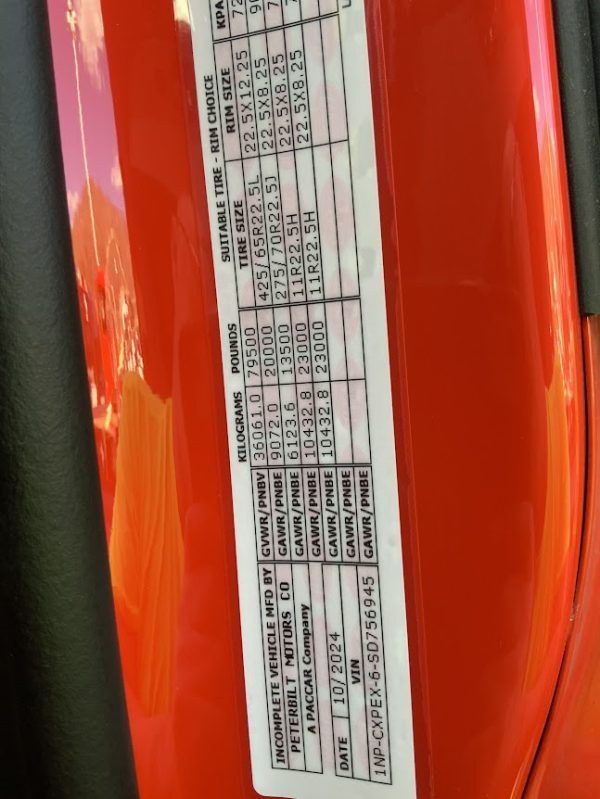 SUITABLE TIRE - RIM CHOICE
KILOGRAMS POUNDS TIRE SIZE RIM SIZE KPA
INCOMPLETE VEHICLE MFD BY GVWR/PNBV 36061.0 79500
PETERBILT MOTORS CO GAWR/PNBE 9072.0 20000 425/65R22.5L 22.5X12.25
A PACCAR Company GAWR/PNBE 6123.6 13500 275/70R22.5J 22.5X8.25
GAWR/PNBE 10432.8 23000 11R22.5H 22.5X8.25
DATE 10/2024 GAWR/PNBE 10432.8 23000 11R22.5H 22.5X8.25
VIN GAWR/PNBE
1NP-CXPEX-6-SD756945 GAWR/PNBE